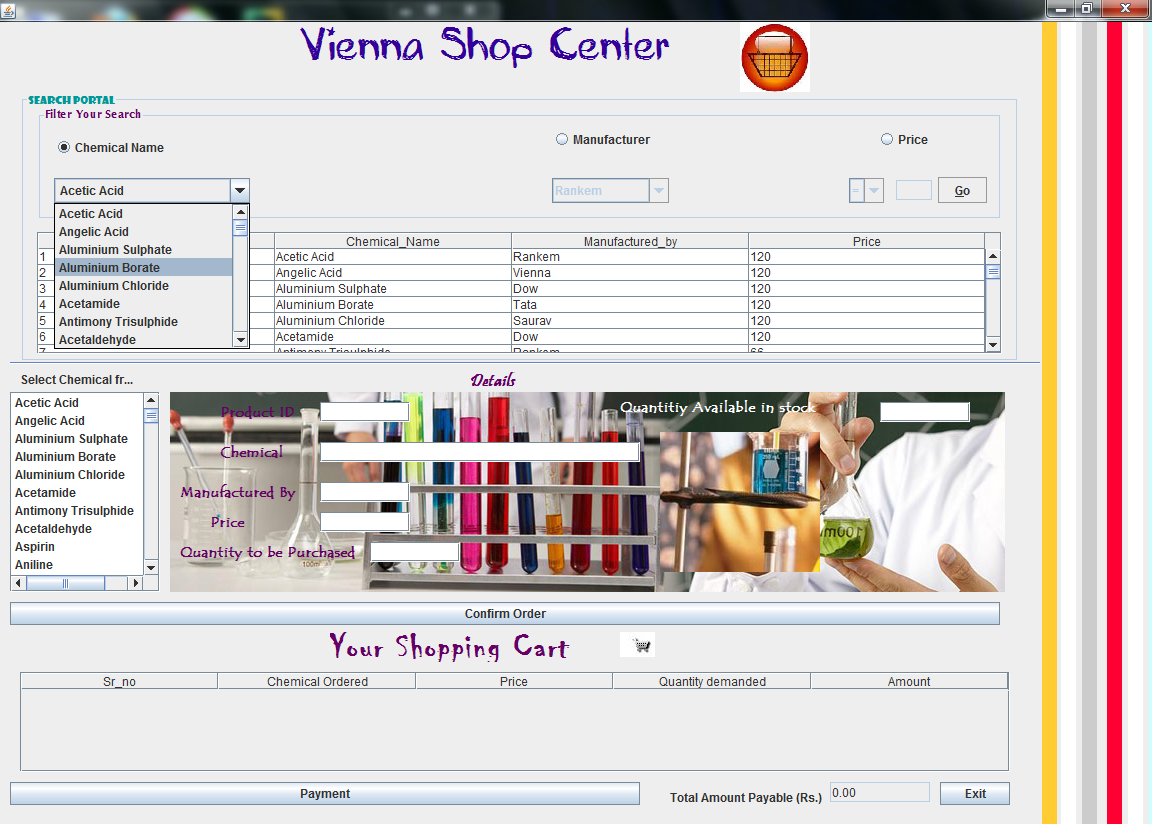 Vienna Shop Center
SEARCH PORTAL
Filter Your Search
Chemical Name
Manufacturer
Price
Acetic Acid
Rankem
=
Go
Acetic Acid
Angelic Acid
Aluminium Sulphate
Aluminium Borate
Aluminium Chloride
Acetamide
Antimony Trisulphide
Acetaldehyde
Chemical_Name Manufactured_by Price
1 Acetic Acid Rankem 120
2 Angelic Acid Vienna 120
3 Aluminium Sulphate Dow 120
4 Aluminium Borate Tata 120
5 Aluminium Chloride Saurav 120
6 Acetamide Dow 120
7 Antimony Trisulphide Rankem 66
Select Chemical fr...
Details
Acetic Acid
Angelic Acid
Aluminium Sulphate
Aluminium Borate
Aluminium Chloride
Acetamide
Antimony Trisulphide
Acetaldehyde
Aspirin
Aniline
Product ID
Quantitiy Available in stock
Chemical
Manufactured By
Price
Quantity to be Purchased
100ml
Confirm Order
Your Shopping Cart
Sr_no Chemical Ordered Price Quantity demanded Amount
Payment
Total Amount Payable (Rs.) 0.00
Exit